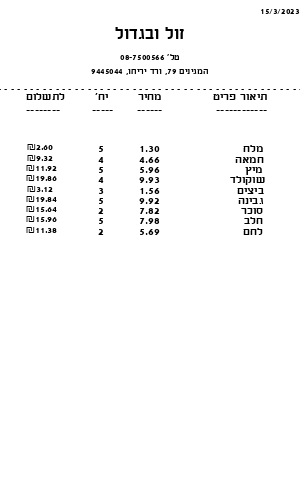 15/3/2023
זול ובגדול
טל׳ 08-7500566
המגינים 79, ורד יריחו, 9445044
תיאור פריט מחיר יח׳ לתשלום
מלח 1.30 5 ₪2.60
חמאה 4.66 4 ₪9.32
מיץ 5.96 5 ₪11.92
שוקולד 9.93 4 ₪19.86
ביצים 1.56 3 ₪3.12
גבינה 9.92 5 ₪19.84
סוכר 7.82 2 ₪15.64
חלב 7.98 5 ₪15.96
לחם 5.69 2 ₪11.38